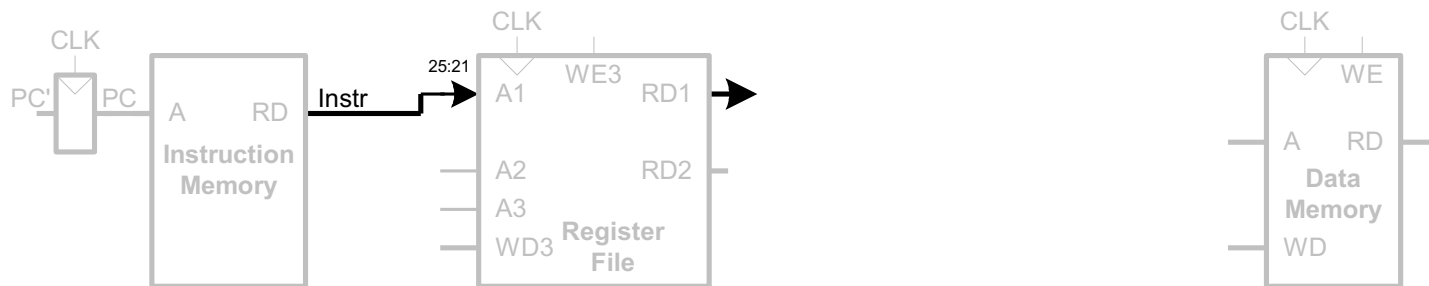 CLK
PC'
PC
A
RD
Instruction
Memory
Instr
25:21
CLK
WE3
A1
RD1
A2
RD2
A3
WD3
Register
File
CLK
WE
A
RD
Data
Memory
WD